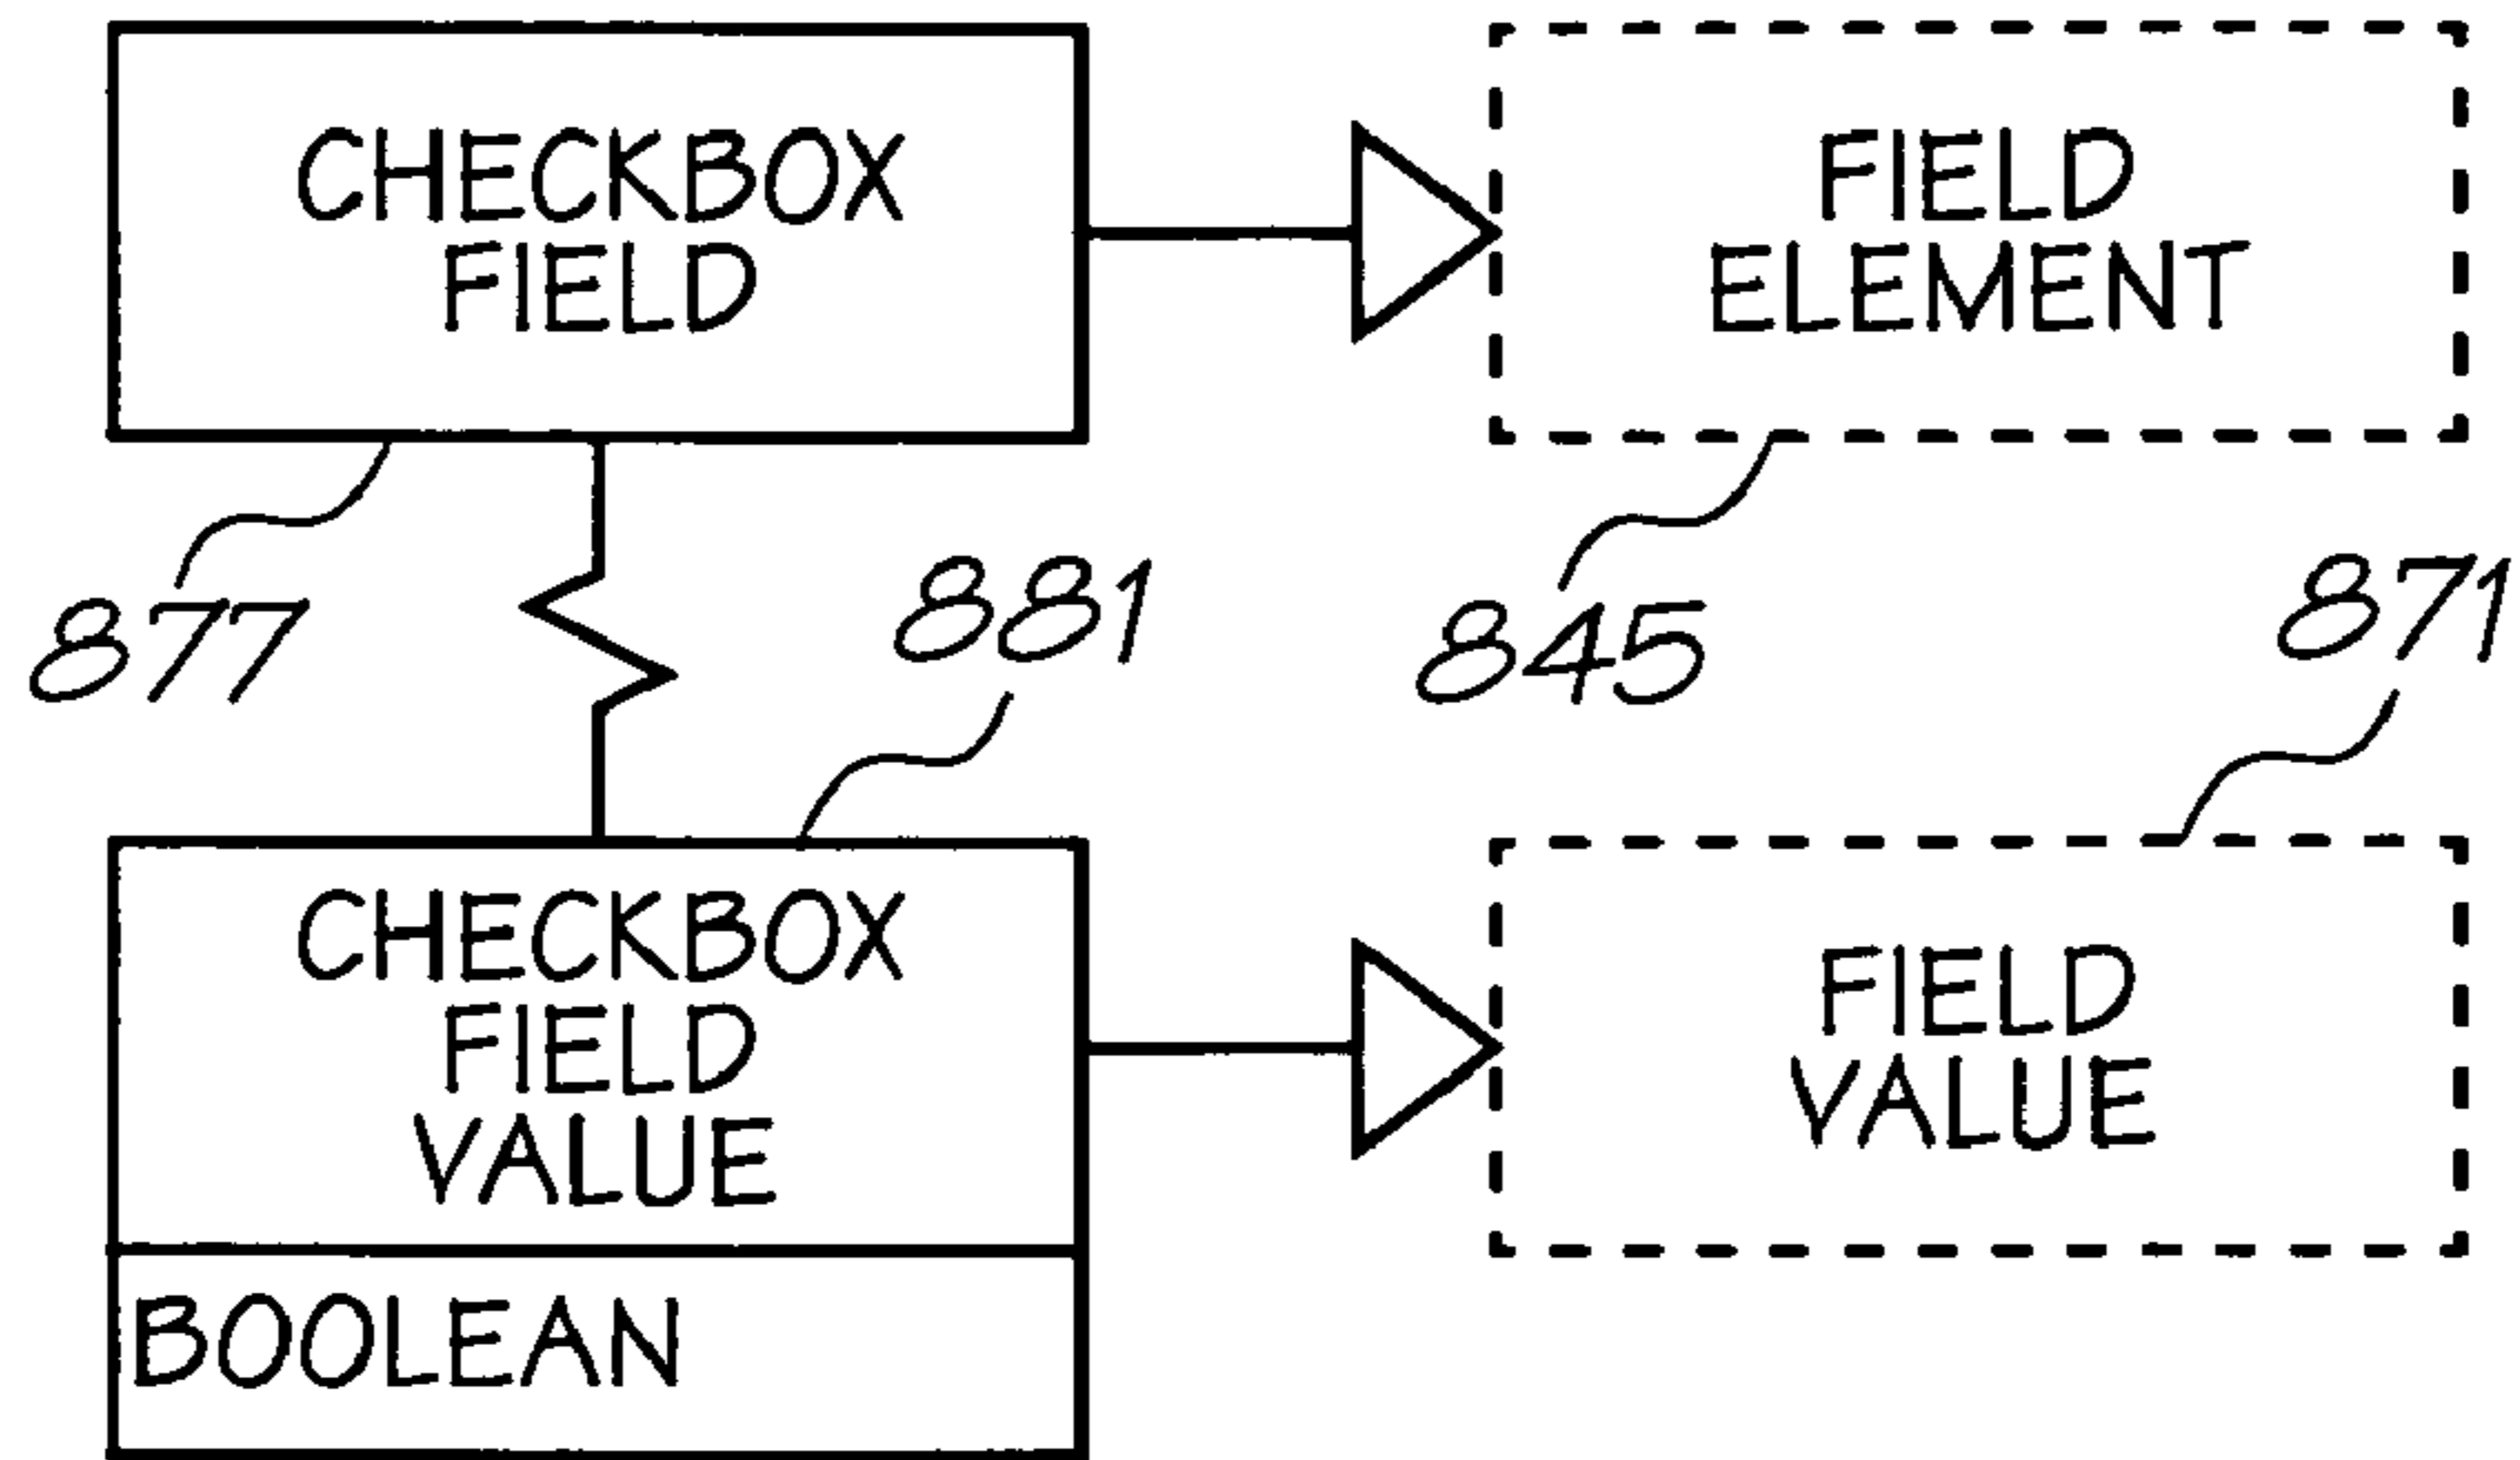 CHECKBOX
FIELD
FIELD
ELEMENT
877
881
845
871
CHECKBOX
FIELD
VALUE
FIELD
VALUE
BOOLEAN